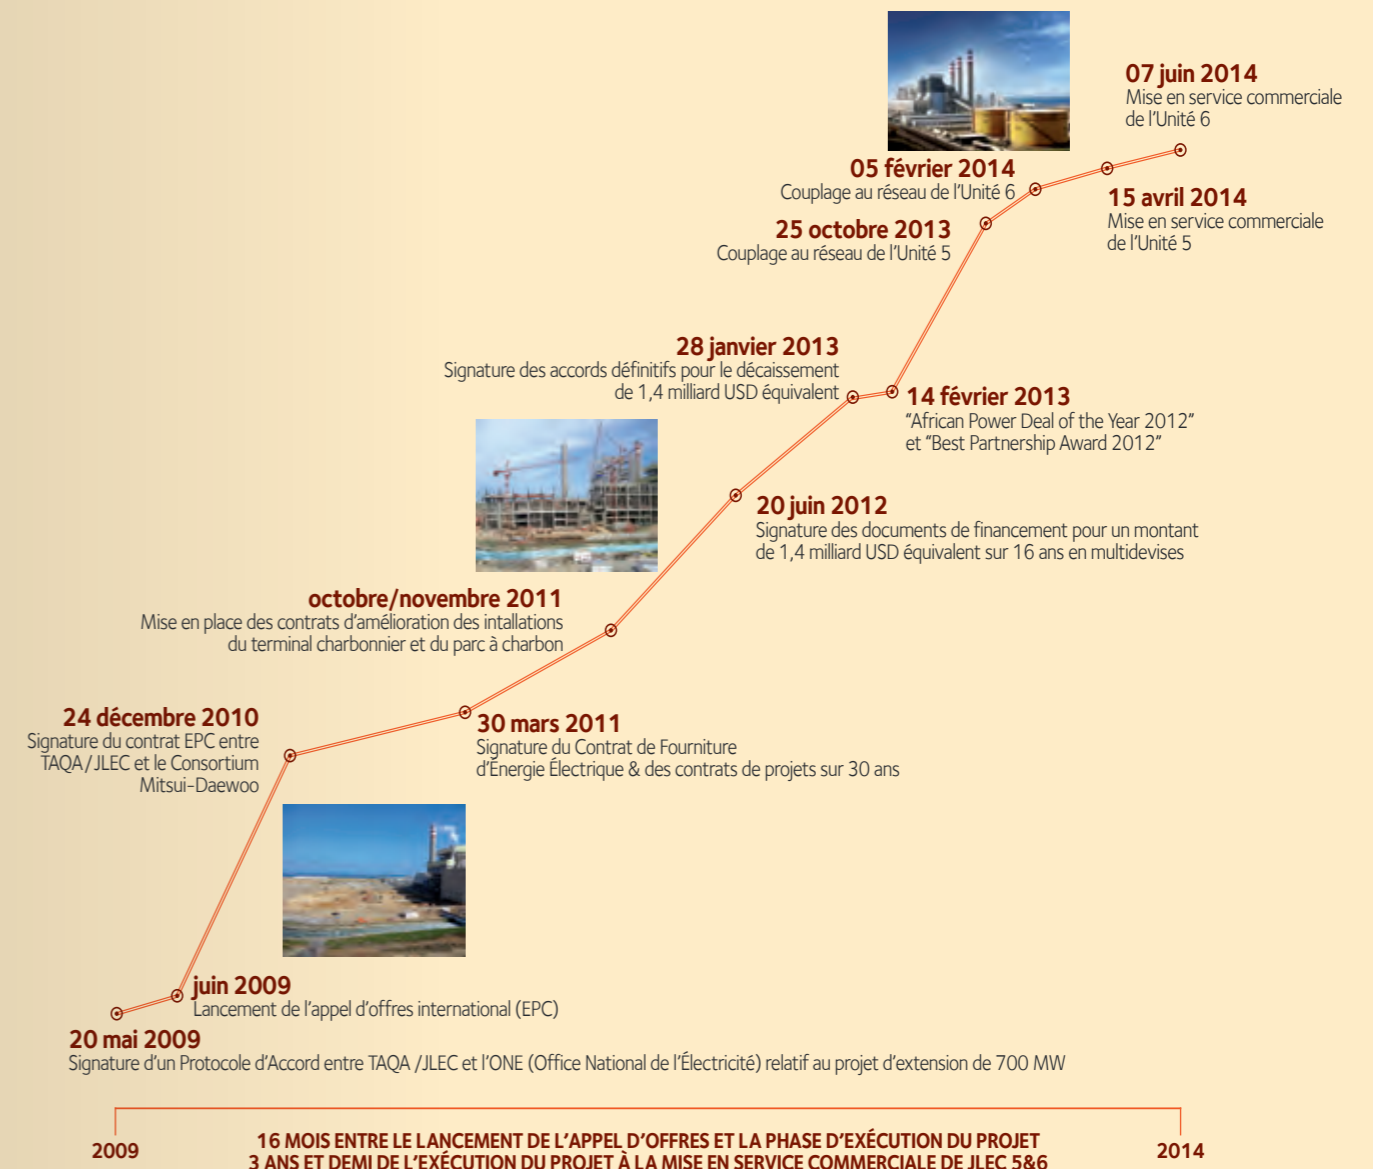 07 juin 2014
Mise en service commerciale
de l'Unité 6
05 février 2014
Couplage au réseau de l'Unité 6
15 avril 2014
Mise en service commerciale
de l'Unité 5
25 octobre 2013
Couplage au réseau de l'Unité 5
28 janvier 2013
Signature des accords définitifs pour le décaissement
de 1,4 milliard USD équivalent
14 février 2013
"African Power Deal of the Year 2012"
et "Best Partnership Award 2012"
20 juin 2012
Signature des documents de financement pour un montant
de 1,4 milliard USD équivalent sur 16 ans en multidevises
octobre/novembre 2011
Mise en place des contrats d'amélioration des intallations
du terminal charbonnier et du parc à charbon
24 décembre 2010
Signature du contrat EPC entre
TAQA/JLEC et le Consortium
Mitsui-Daewoo
30 mars 2011
Signature du Contrat de Fourniture
d'Énergie Électrique & des contrats de projets sur 30 ans
juin 2009
Lancement de l'appel d'offres international (EPC)
20 mai 2009
Signature d'un Protocole d'Accord entre TAQA /JLEC et l'ONE (Office National de l'Électricité) relatif au projet d'extension de 700 MW
2009
16 MOIS ENTRE LE LANCEMENT DE L'APPEL D'OFFRES ET LA PHASE D'EXÉCUTION DU PROJET
3 ANS ET DEMI DE L'EXÉCUTION DU PROJET À LA MISE EN SERVICE COMMERCIALE DE JLEC 5&6
2014